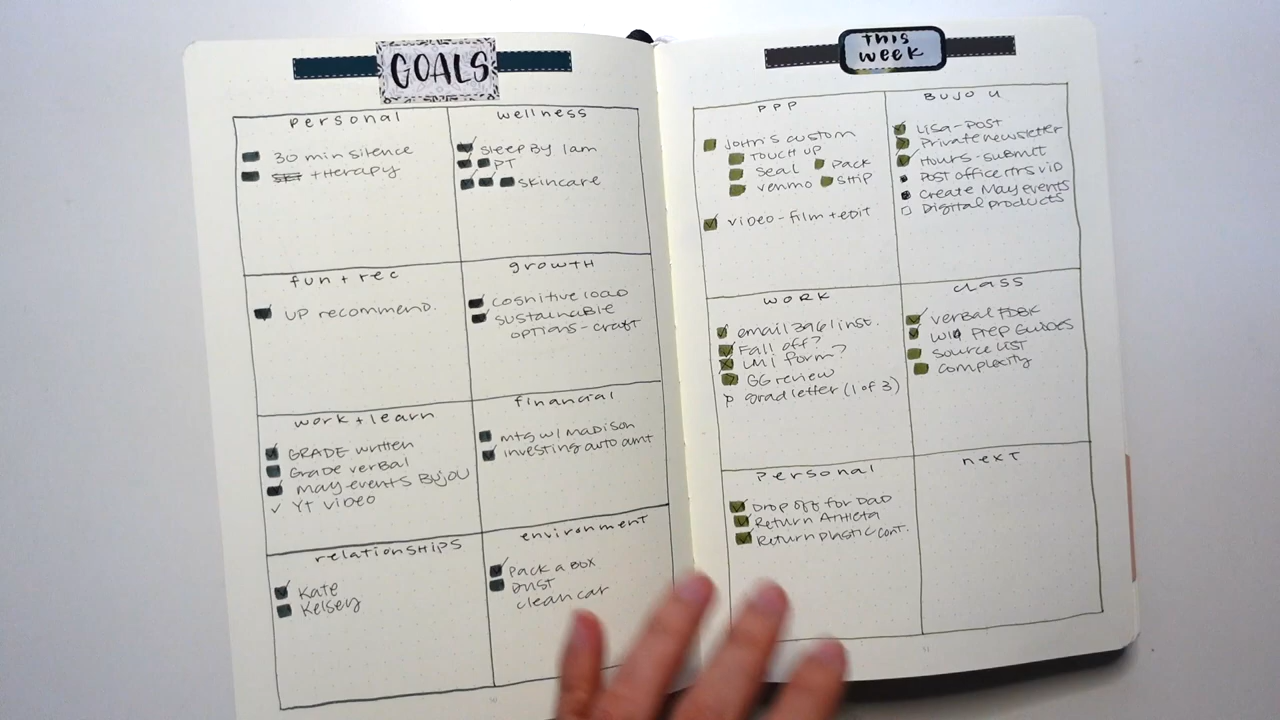 GOALS
personal
30 min silence
therapy
wellness
sleep by 1am
PT
skincare
fun + rec
UP recommend.
growth
cognitive load
sustainable
options - craft
work + learn
GRADE written
Grade verbal
may events BUJOU
YT video
financial
mtg w/ madison
investing auto amt
relationships
Kate
Kelsey
environment
Pack a box
Dust
clean car
this
week
PPP
John's custom
Touch up
seal Pack
venmo ship
video - film + edit
BUJO U
Lisa - Post
Private newsletter
Hours - submit
Post office rtrs vid
Create May events
Digital products
work
email 396 inst.
Fall off?
LMI form?
GG review
grad letter (1 of 3)
class
verbal FDBK
W10 Prep Guides
source list
complexity
personal
Drop off for Dad
Return Athleta
Return plastic cont.
next